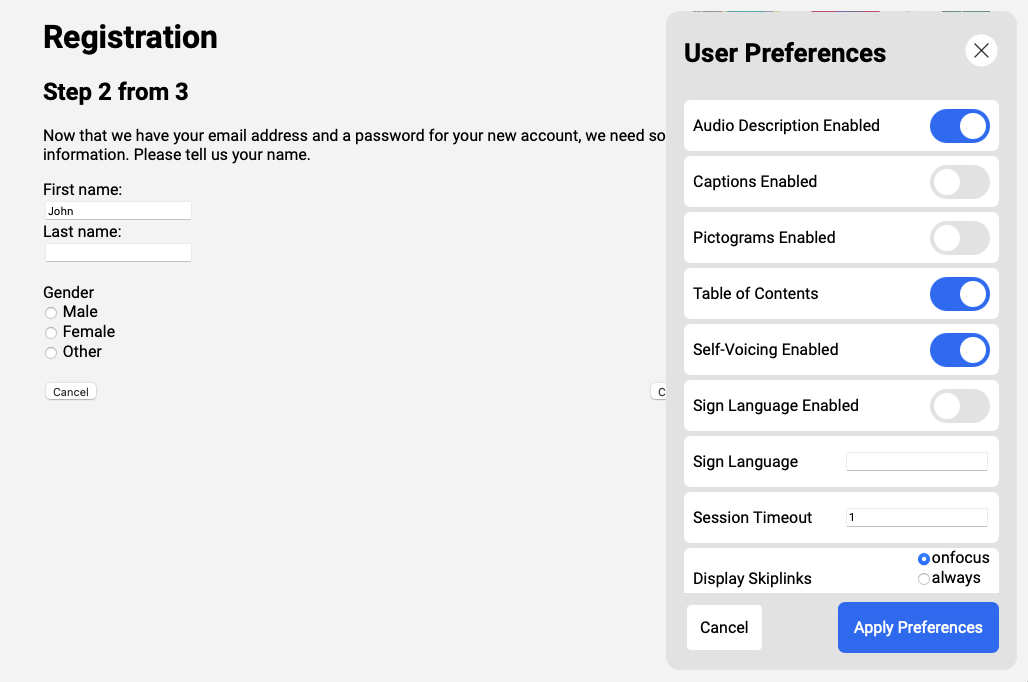 Registration
Step 2 from 3
Now that we have your email address and a password for your new account, we need so
information. Please tell us your name.
First name:
John
Last name:
Gender
Male
Female
Other
Cancel
C
User Preferences
Audio Description Enabled
Captions Enabled
Pictograms Enabled
Table of Contents
Self-Voicing Enabled
Sign Language Enabled
Sign Language
Session Timeout
1
onfocus
always
Display Skiplinks
Cancel
Apply Preferences